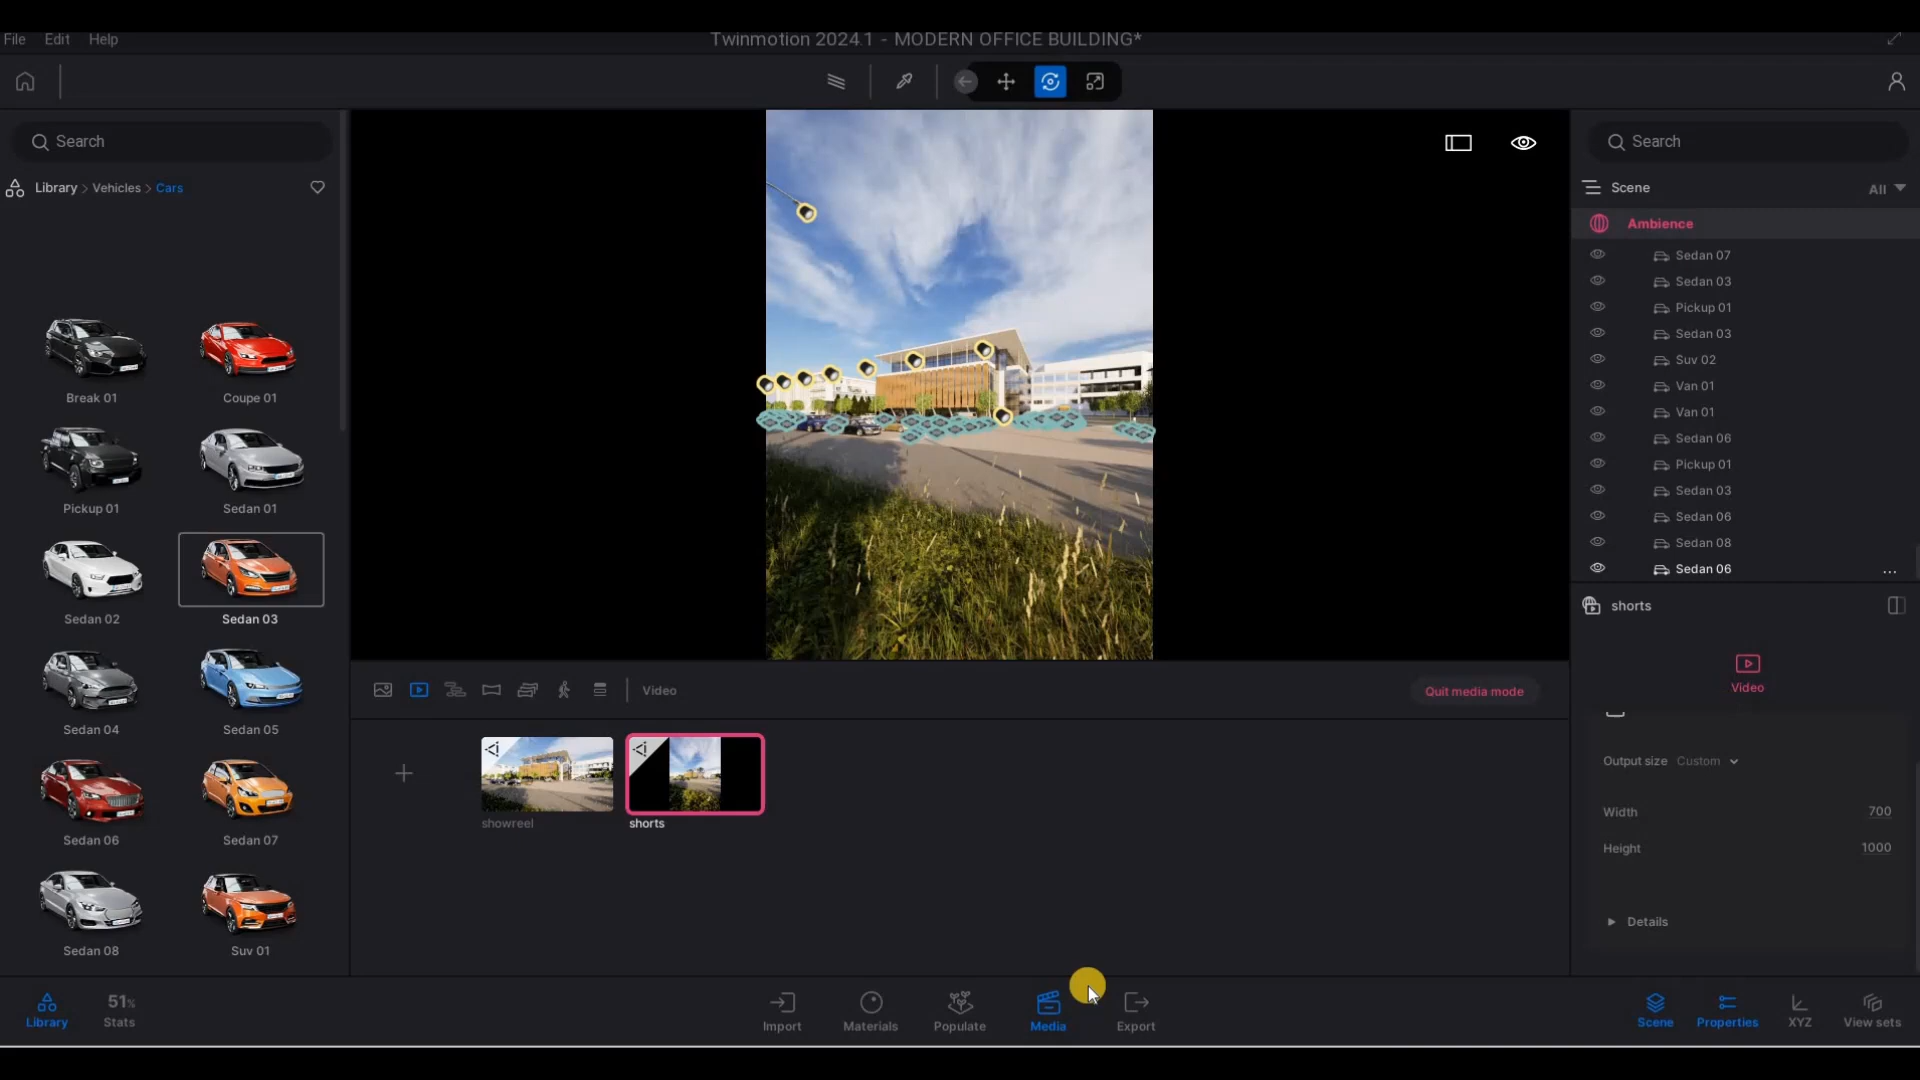 File Edit Help
Twinmotion 2024.1 - MODERN OFFICE BUILDING*
Search
Library > Vehicles > Cars
Break 01
Coupe 01
Pickup 01
Sedan 01
Sedan 02
Sedan 03
Sedan 04
Sedan 05
Sedan 06
Sedan 07
Sedan 08
Suv 01
Video
Quit media mode
showreel
shorts
Search
Scene
All
Ambience
Sedan 07
Sedan 03
Pickup 01
Sedan 03
Suv 02
Van 01
Van 01
Sedan 06
Pickup 01
Sedan 03
Sedan 06
Sedan 08
Sedan 06 ...
shorts
Video
Output size Custom
Width 700
Height 1000
Details
Library
51%
Stats
Import
Materials
Populate
Media
Export
Scene
Properties
XYZ
View sets